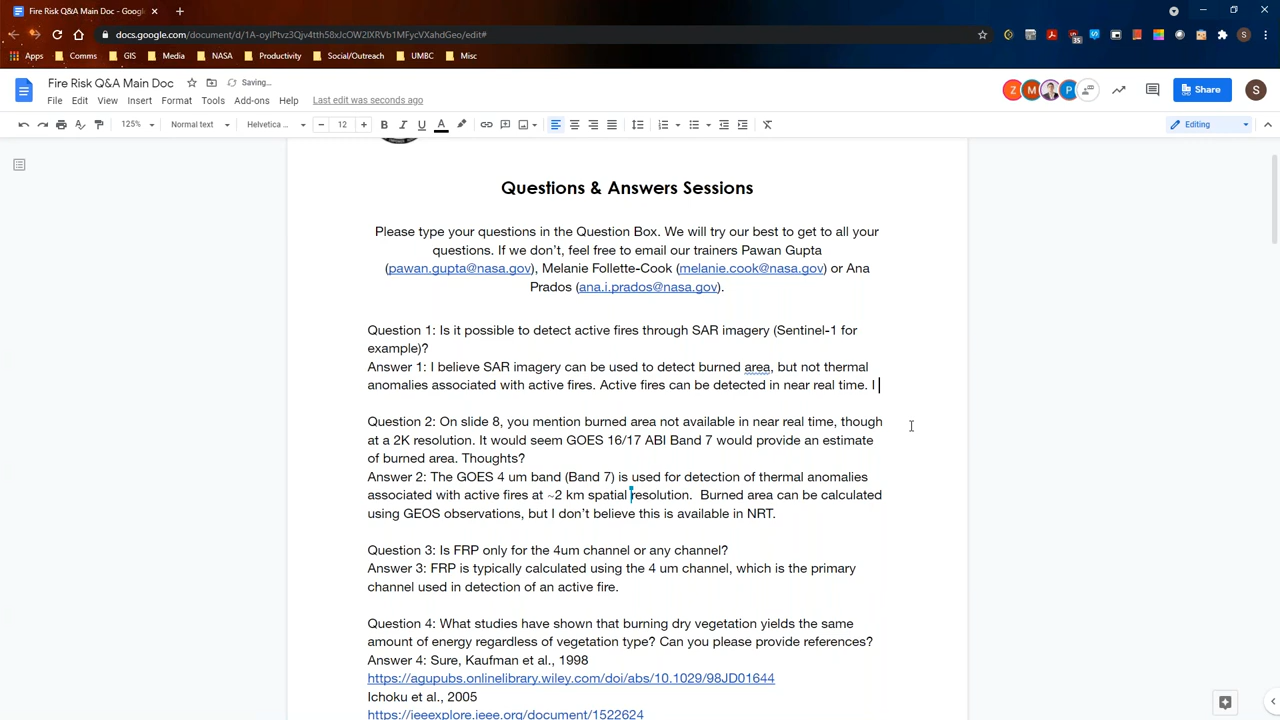 Fire Risk Q&A Main Doc - Goog
docs.google.com/document/d/1A-oyIPtvz3Qjv4tth58xJcOW2IXRVb1MFycVXahdGeo/edit#
Apps Comms GIS Media NASA Productivity Social/Outreach UMBC Misc
Fire Risk Q&A Main Doc Saving...
File Edit View Insert Format Tools Add-ons Help Last edit was seconds ago
Z M P Share S
125% Normal text Helvetica ... 12 B I U A Editing
Questions & Answers Sessions
Please type your questions in the Question Box. We will try our best to get to all your
questions. If we don’t, feel free to email our trainers Pawan Gupta
(pawan.gupta@nasa.gov), Melanie Follette-Cook (melanie.cook@nasa.gov) or Ana
Prados (ana.i.prados@nasa.gov).
Question 1: Is it possible to detect active fires through SAR imagery (Sentinel-1 for
example)?
Answer 1: I believe SAR imagery can be used to detect burned area, but not thermal
anomalies associated with active fires. Active fires can be detected in near real time. I
Question 2: On slide 8, you mention burned area not available in near real time, though
at a 2K resolution. It would seem GOES 16/17 ABI Band 7 would provide an estimate
of burned area. Thoughts?
Answer 2: The GOES 4 um band (Band 7) is used for detection of thermal anomalies
associated with active fires at ~2 km spatial resolution. Burned area can be calculated
using GEOS observations, but I don’t believe this is available in NRT.
Question 3: Is FRP only for the 4um channel or any channel?
Answer 3: FRP is typically calculated using the 4 um channel, which is the primary
channel used in detection of an active fire.
Question 4: What studies have shown that burning dry vegetation yields the same
amount of energy regardless of vegetation type? Can you please provide references?
Answer 4: Sure, Kaufman et al., 1998
https://agupubs.onlinelibrary.wiley.com/doi/abs/10.1029/98JD01644
Ichoku et al., 2005
https://ieeexplore.ieee.org/document/1522624